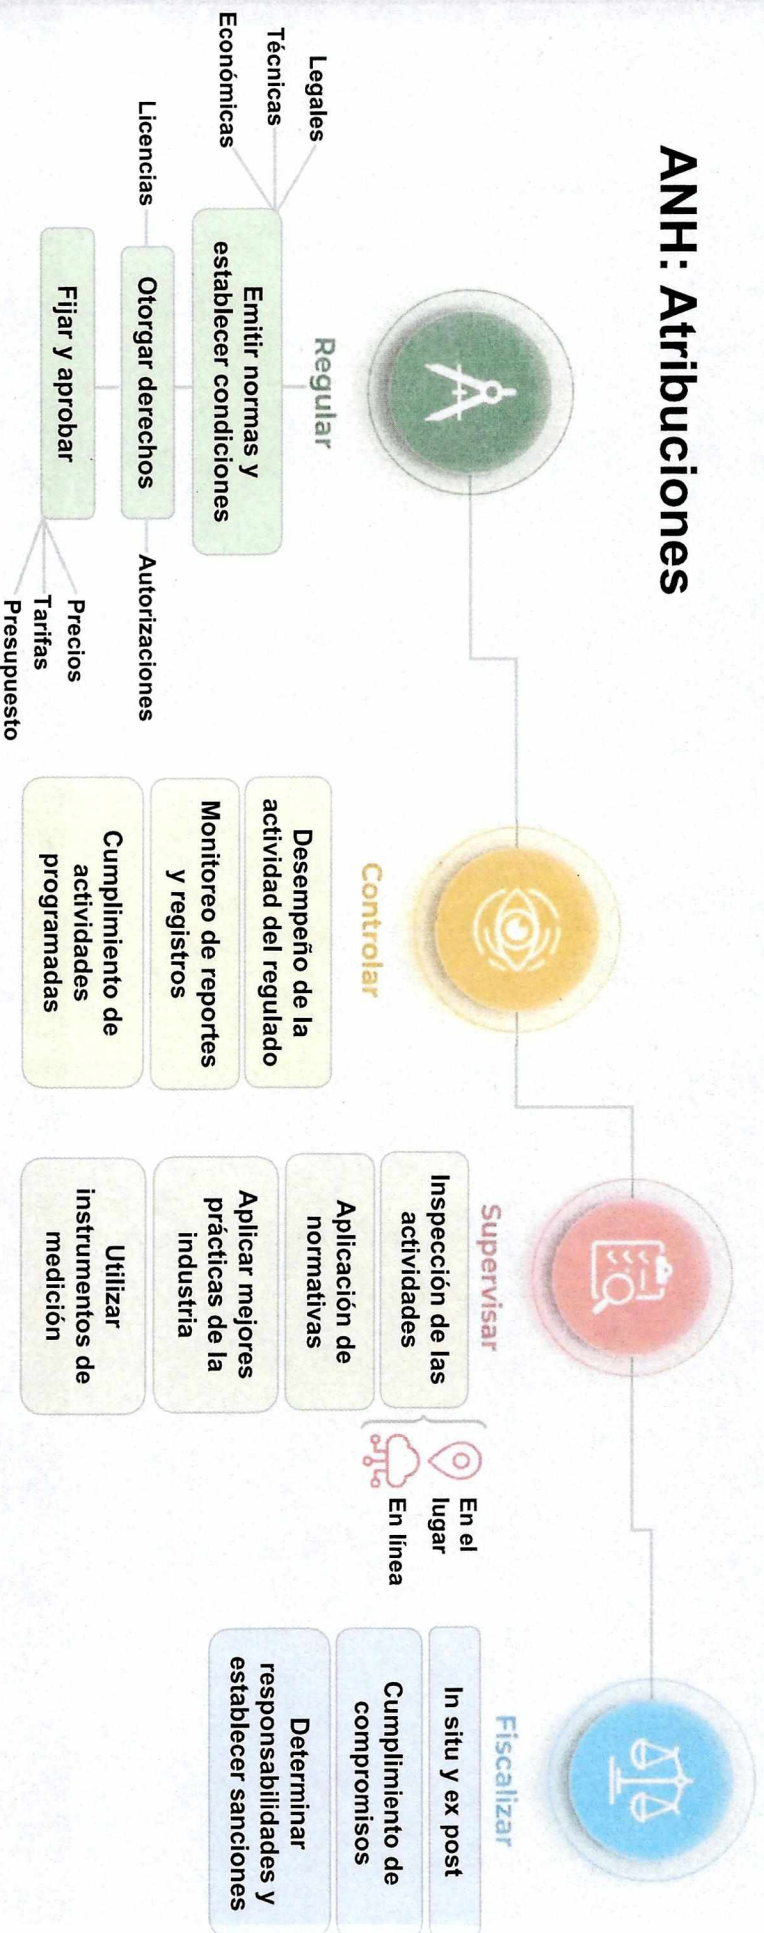 ANH: Atribuciones
Regular
Legales
Técnicas
Económicas
Emitir normas y
establecer condiciones
Licencias
Otorgar derechos
Autorizaciones
Fijar y aprobar
Precios
Tarifas
Presupuesto
Controlar
Desempeño de la
actividad del regulado
Monitoreo de reportes
y registros
Cumplimiento de
actividades
programadas
Supervisar
Inspección de las
actividades
En el
lugar
En línea
Aplicación de
normativas
Aplicar mejores
prácticas de la
industria
Utilizar
instrumentos de
medición
Fiscalizar
In situ y ex post
Cumplimiento de
compromisos
Determinar
responsabilidades y
establecer sanciones